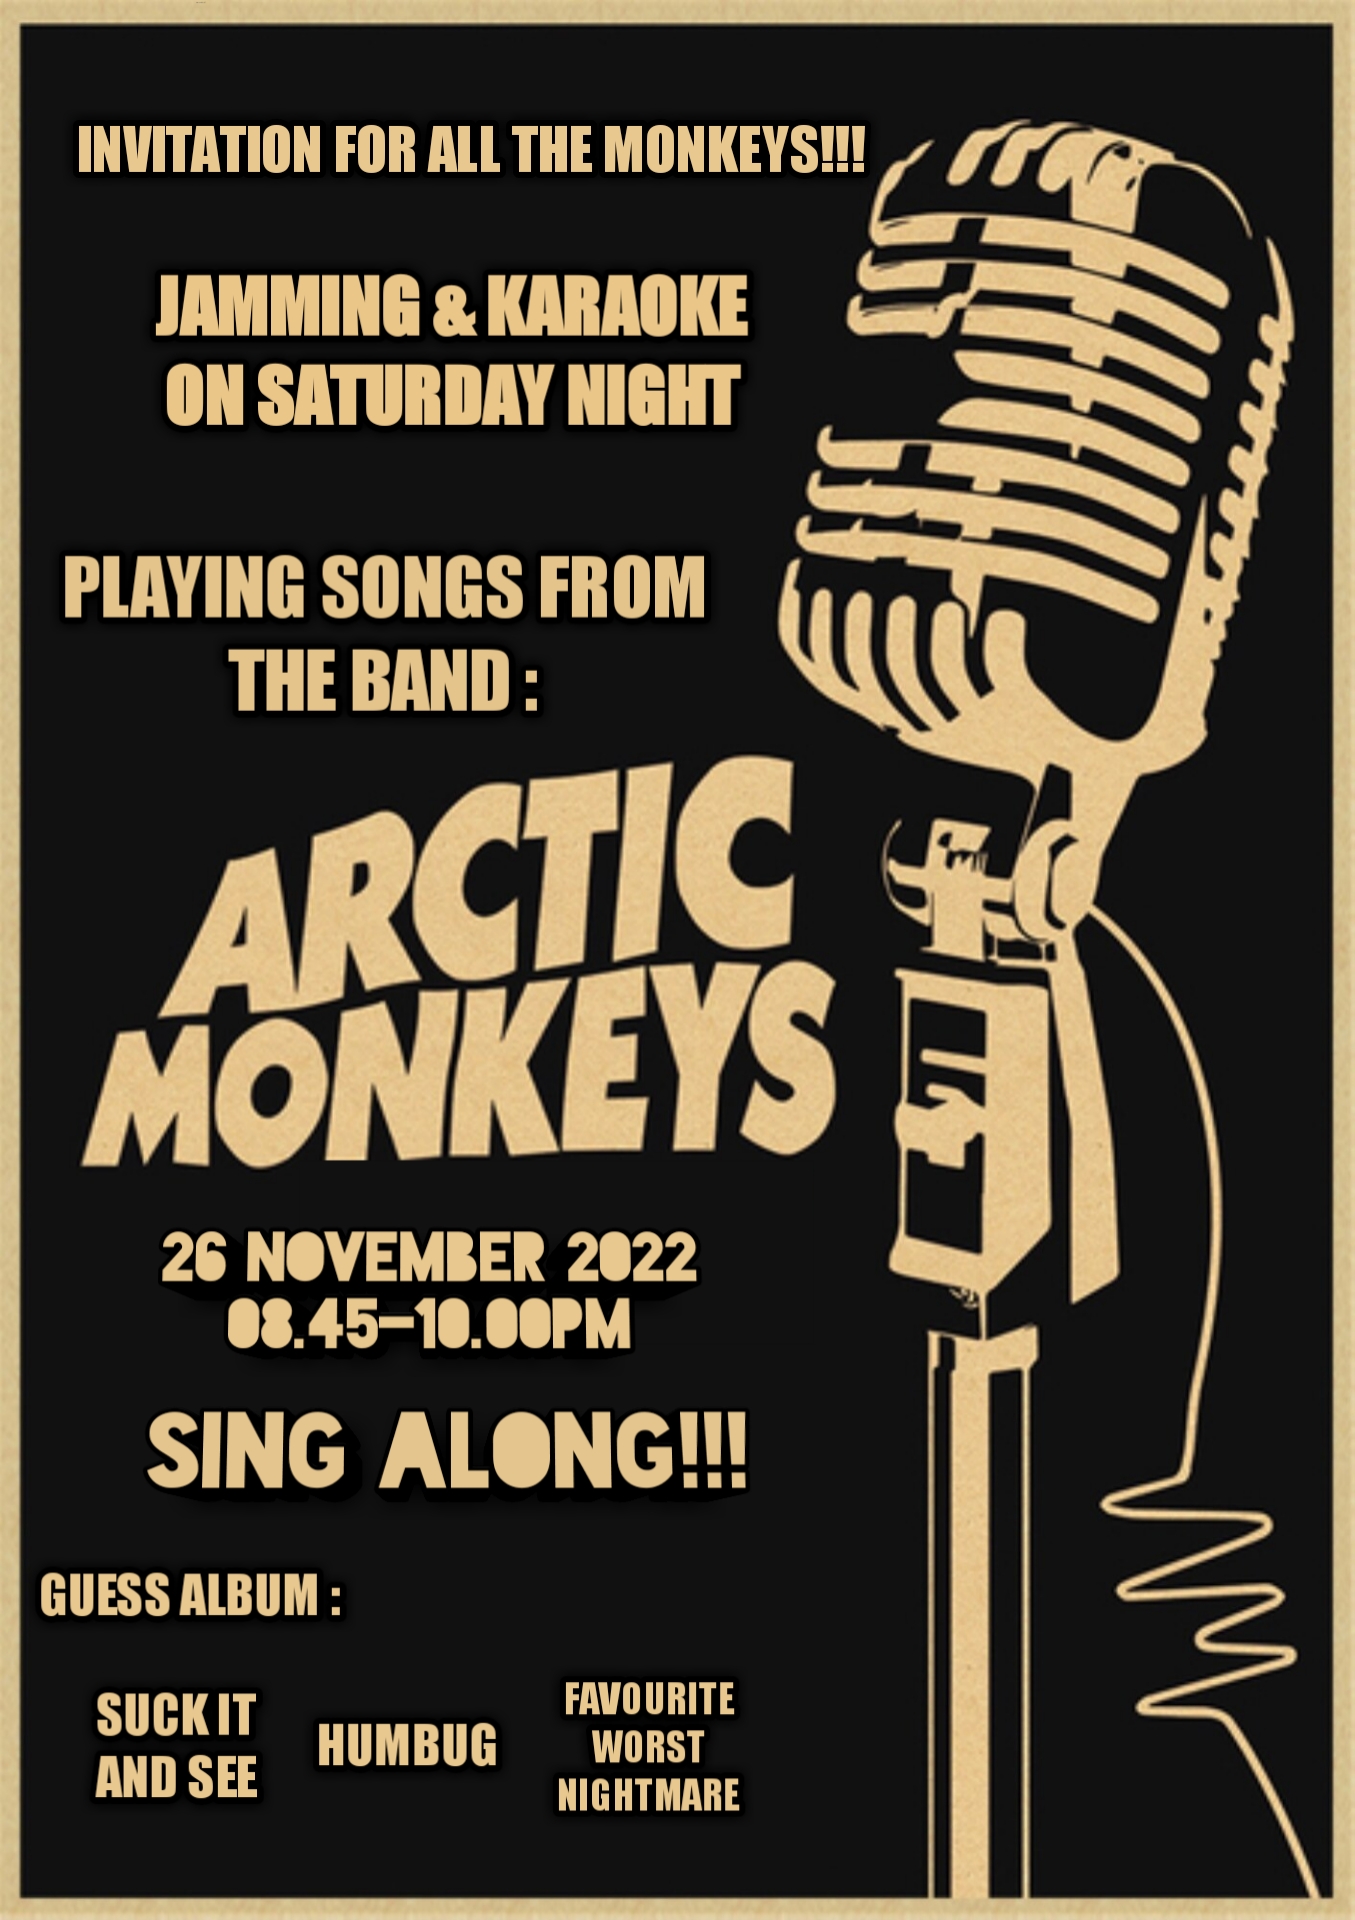 INVITATION FOR ALL THE MONKEYS!!!
JAMMING & KARAOKE
ON SATURDAY NIGHT
PLAYING SONGS FROM
THE BAND :
ARCTIC
MONKEYS
26 NOVEMBER 2022
08.45-10.00PM
SING ALONG!!!
GUESS ALBUM :
SUCK IT
AND SEE
HUMBUG
FAVOURITE
WORST
NIGHTMARE